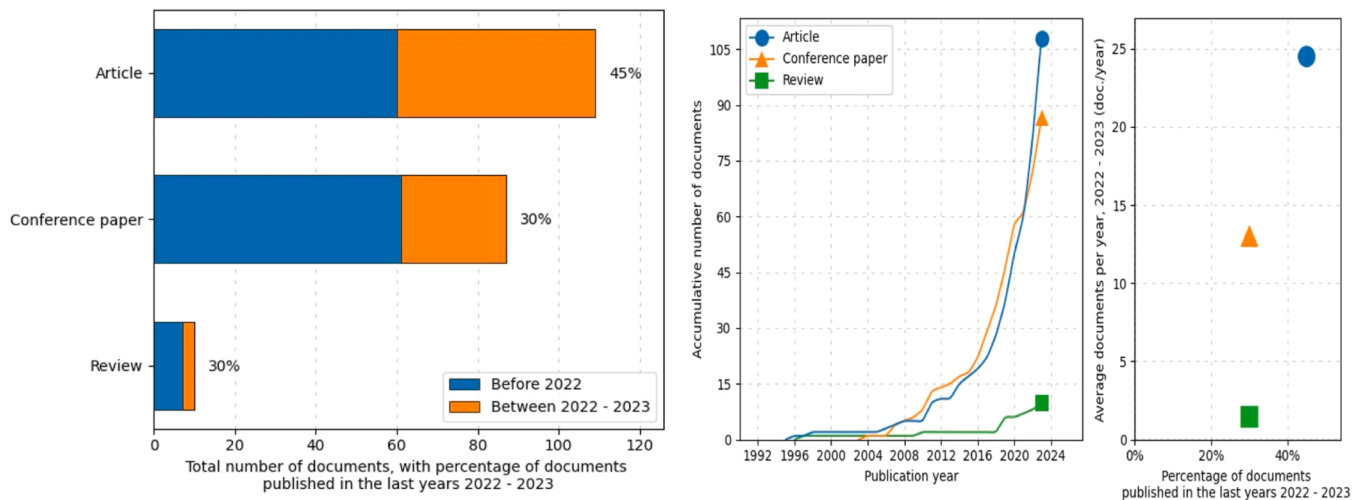 Article
45%
Conference paper
30%
Review
30%
Before 2022
Between 2022 - 2023
0 20 40 60 80 100 120
Total number of documents, with percentage of documents
published in the last years 2022 - 2023
Article
Conference paper
Review
Accumulative number of documents
105
90
75
60
45
30
15
0
1992 1996 2000 2004 2008 2012 2016 2020 2024
Publication year
Average documents per year, 2022 - 2023 (doc./year)
25
20
15
10
5
0
0% 20% 40%
Percentage of documents
published in the last years 2022 - 2023